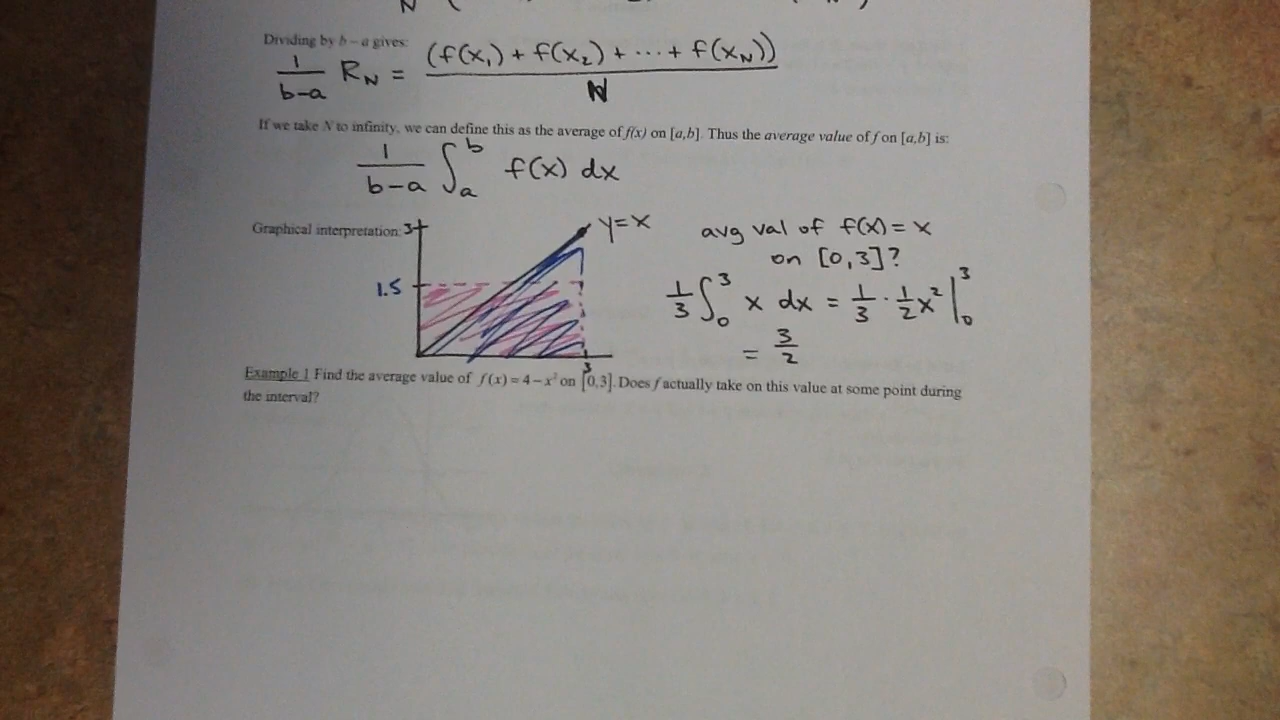 N (
Dividing by b – a gives:
1/(b-a) R_N = (f(x₁) + f(x₂) + ⋯ + f(x_N))/N
If we take N to infinity, we can define this as the average of f(x) on [a,b]. Thus the average value of f on [a,b] is:
1/(b-a) ∫_a^b f(x) dx
Graphical interpretation:
3
y=x
1.5
3
avg val of f(x)= x
on [0,3]?
1/3 ∫_0^3 x dx = 1/3 · 1/2 x² |_0^3
= 3/2
Example 1 Find the average value of f(x) = 4 – x² on [0,3]. Does f actually take on this value at some point during
the interval?